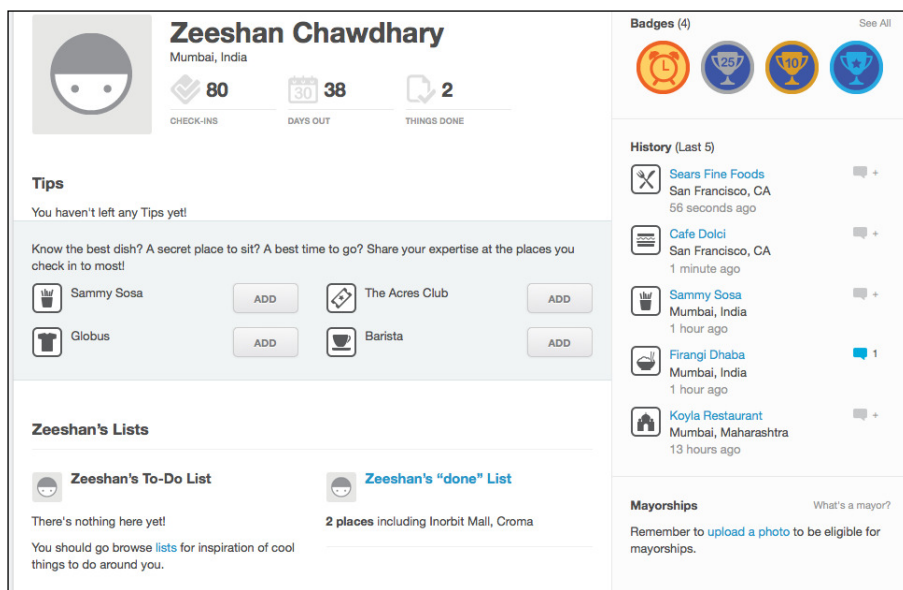 Zeeshan Chawdhary
Mumbai, India
80
30
38
2
CHECK-INS
DAYS OUT
THINGS DONE
Tips
You haven't left any Tips yet!
Know the best dish? A secret place to sit? A best time to go? Share your expertise at the places you
check in to most!
Sammy Sosa
ADD
The Acres Club
ADD
Globus
ADD
Barista
ADD
Zeeshan's Lists
Zeeshan's To-Do List
There's nothing here yet!
You should go browse lists for inspiration of cool
things to do around you.
Zeeshan's “done” List
2 places including Inorbit Mall, Croma
Badges (4)
See All
25
10
History (Last 5)
Sears Fine Foods
+
San Francisco, CA
56 seconds ago
Cafe Dolci
+
San Francisco, CA
1 minute ago
Sammy Sosa
+
Mumbai, India
1 hour ago
Firangi Dhaba
1
Mumbai, India
1 hour ago
Koyla Restaurant
+
Mumbai, Maharashtra
13 hours ago
Mayorships
What's a mayor?
Remember to upload a photo to be eligible for
mayorships.